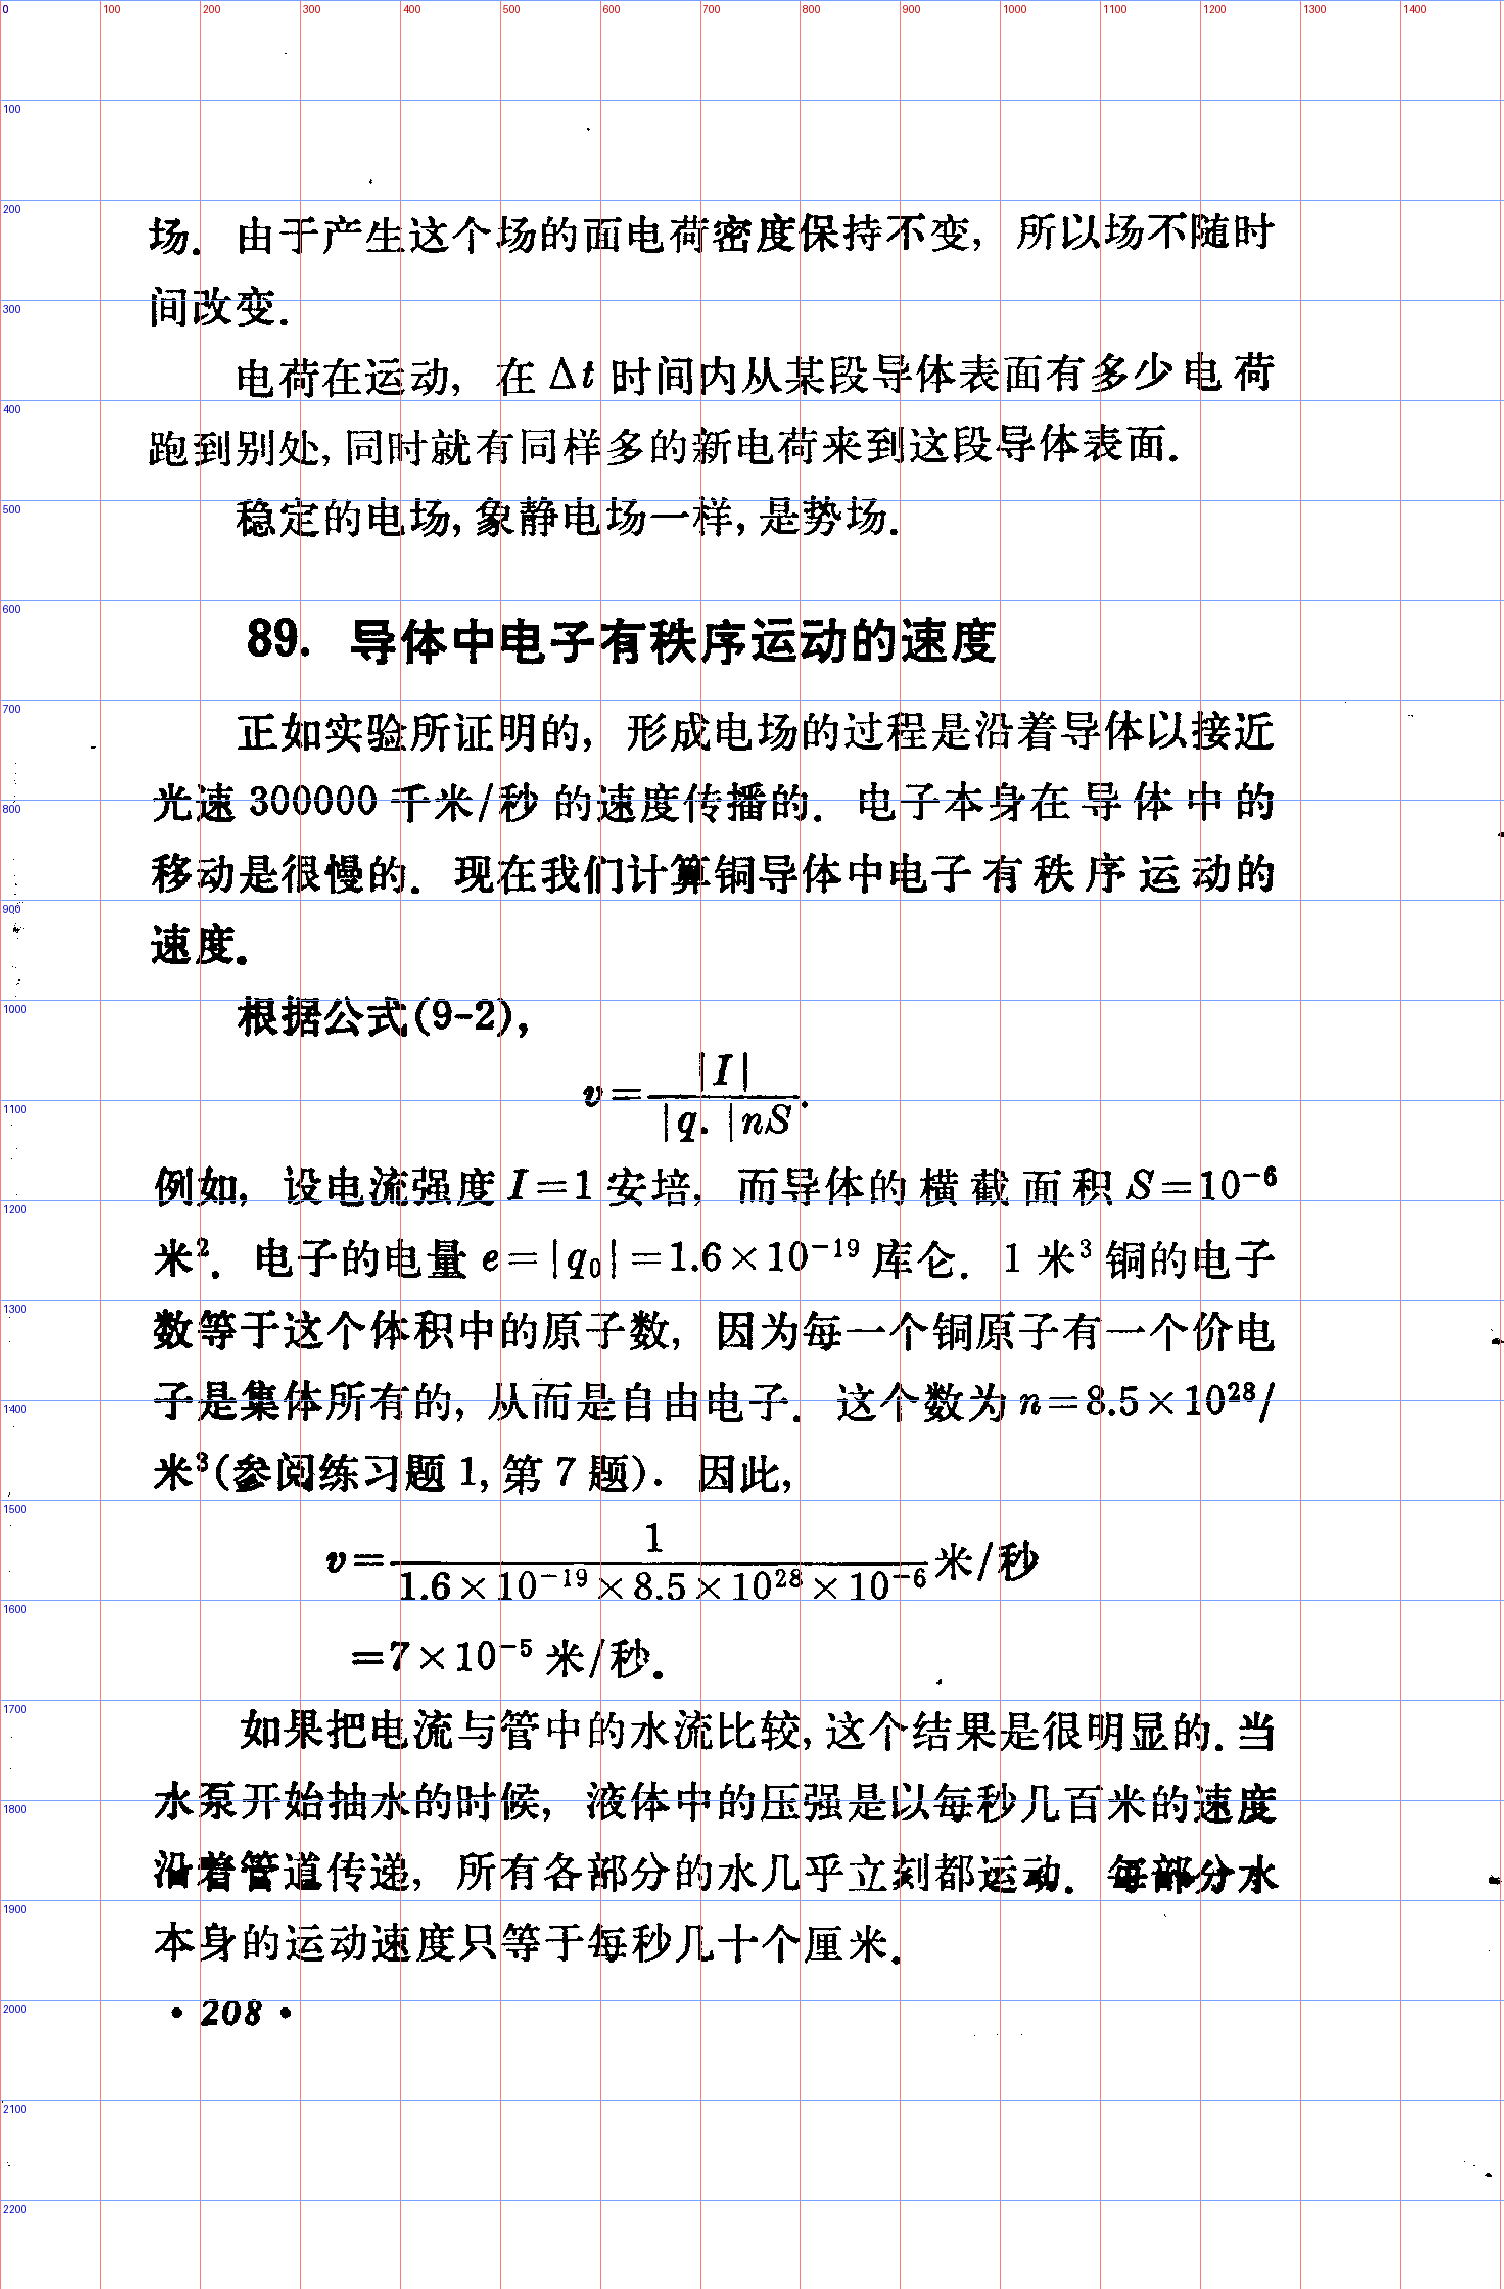 场. 由于产生这个场的面电荷密度保持不变, 所以场不随时
间改变.
电荷在运动, 在 Δt 时间内从某段导体表面有多少电荷
跑到别处, 同时就有同样多的新电荷来到这段导体表面.
稳定的电场, 象静电场一样, 是势场.
89. 导体中电子有秩序运动的速度
正如实验所证明的, 形成电场的过程是沿着导体以接近
光速 300000 千米/秒 的速度传播的. 电子本身在导体中的
移动是很慢的. 现在我们计算铜导体中电子有秩序运动的
速度.
根据公式(9-2),
v = |I| / |q. |nS.
例如, 设电流强度 I=1 安培, 而导体的横截面积 S=10⁻⁶
米². 电子的电量 e=|q₀|=1.6×10⁻¹⁹ 库仑. 1 米³ 铜的电子
数等于这个体积中的原子数, 因为每一个铜原子有一个价电
子是集体所有的, 从而是自由电子. 这个数为 n=8.5×10²⁸/
米³(参阅练习题 1, 第 7 题). 因此,
v = 1 / 1.6×10⁻¹⁹×8.5×10²⁸×10⁻⁶ 米/秒
=7×10⁻⁵ 米/秒.
如果把电流与管中的水流比较, 这个结果是很明显的. 当
水泵开始抽水的时候, 液体中的压强是以每秒几百米的速度
沿着管道传递, 所有各部分的水几乎立刻都运动. 每部分水
本身的运动速度只等于每秒几十个厘米.
• 208 •